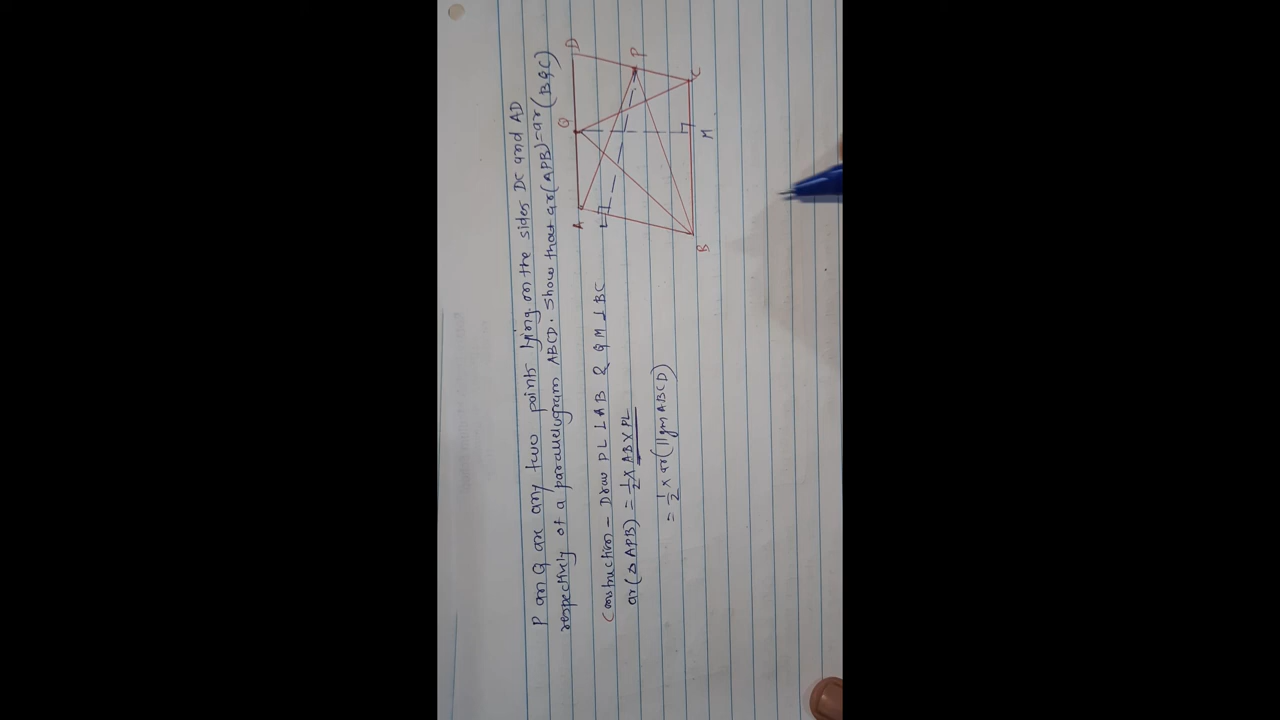 P an Q are any two points lying on the sides DC and AD
respectively of a parallelogram ABCD. Show that ar(APB)=ar(BQC)
Construction - Draw PL ⊥ AB & QM ⊥ BC
ar(△APB) = 1/2 × AB × PL
= 1/2 × ar(||gm ABCD)
A Q D
L P
B M C